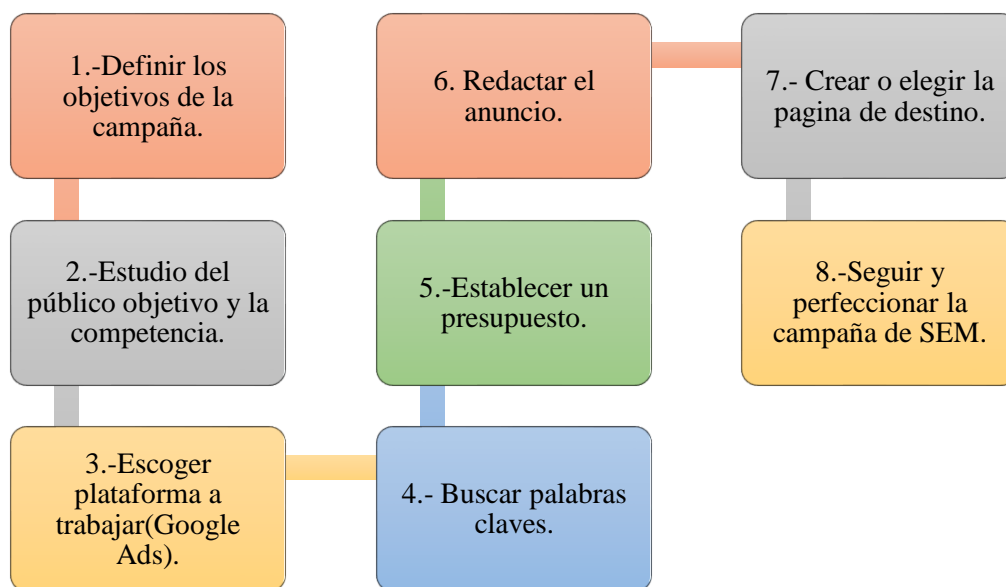 1.-Definir los
objetivos de la
campaña.
2.-Estudio del
público objetivo y la
competencia.
3.-Escoger
plataforma a
trabajar(Google
Ads).
4.- Buscar palabras
claves.
5.-Establecer un
presupuesto.
6. Redactar el
anuncio.
7.- Crear o elegir la
pagina de destino.
8.-Seguir y
perfeccionar la
campaña de SEM.